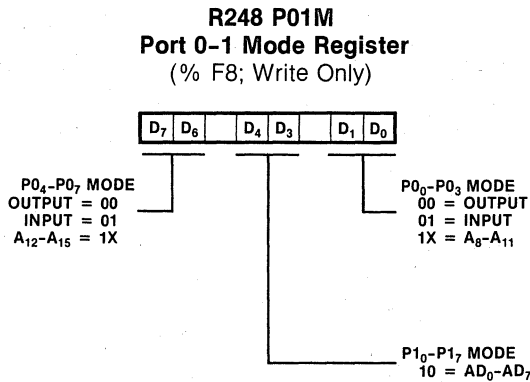 R248 P01M
Port 0-1 Mode Register
(% F8; Write Only)
D₇ D₆ D₄ D₃ D₁ D₀
P0₄-P0₇ MODE
OUTPUT = 00
INPUT = 01
A₁₂-A₁₅ = 1X
P0₀-P0₃ MODE
00 = OUTPUT
01 = INPUT
1X = A₈-A₁₁
P1₀-P1₇ MODE
10 = AD₀-AD₇